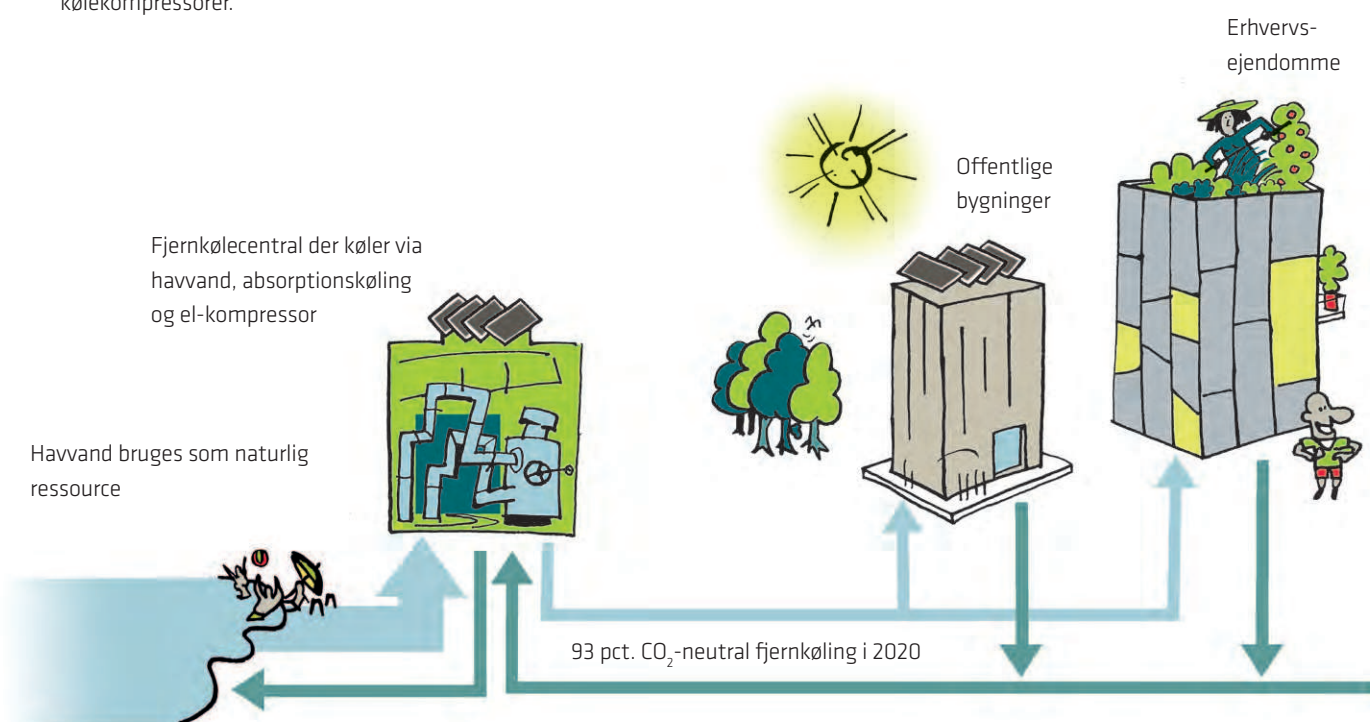 kølekompressorer.
Erhvervs-
ejendomme
Offentlige
bygninger
Fjernkølecentral der køler via
havvand, absorptionskøling
og el-kompressor
Havvand bruges som naturlig
ressource
93 pct. CO₂-neutral fjernkøling i 2020